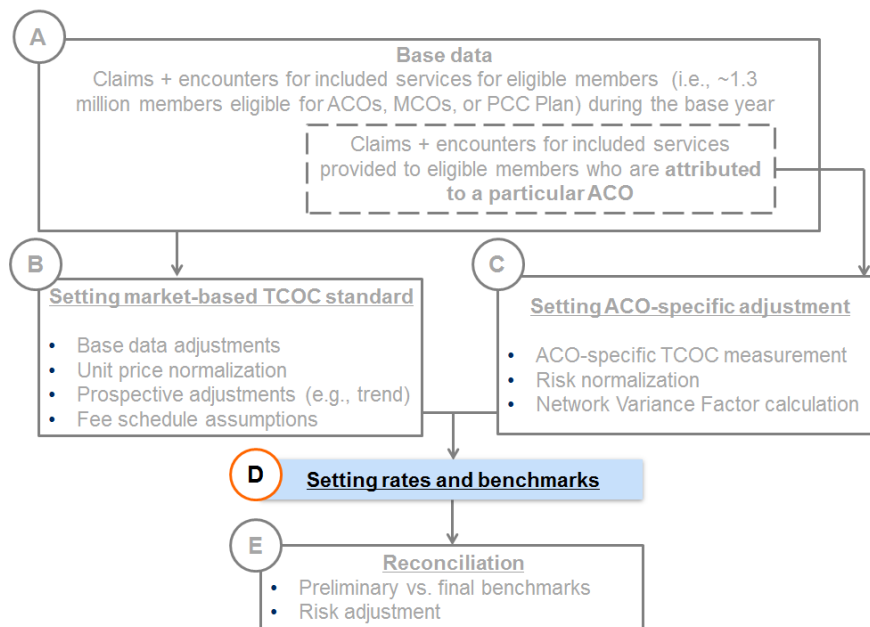 A
Base data
Claims + encounters for included services for eligible members (i.e., ~1.3
million members eligible for ACOs, MCOs, or PCC Plan) during the base year
Claims + encounters for included services
provided to eligible members who are attributed
to a particular ACO
B
Setting market-based TCOC standard
• Base data adjustments
• Unit price normalization
• Prospective adjustments (e.g., trend)
• Fee schedule assumptions
C
Setting ACO-specific adjustment
• ACO-specific TCOC measurement
• Risk normalization
• Network Variance Factor calculation
D
Setting rates and benchmarks
E
Reconciliation
• Preliminary vs. final benchmarks
• Risk adjustment